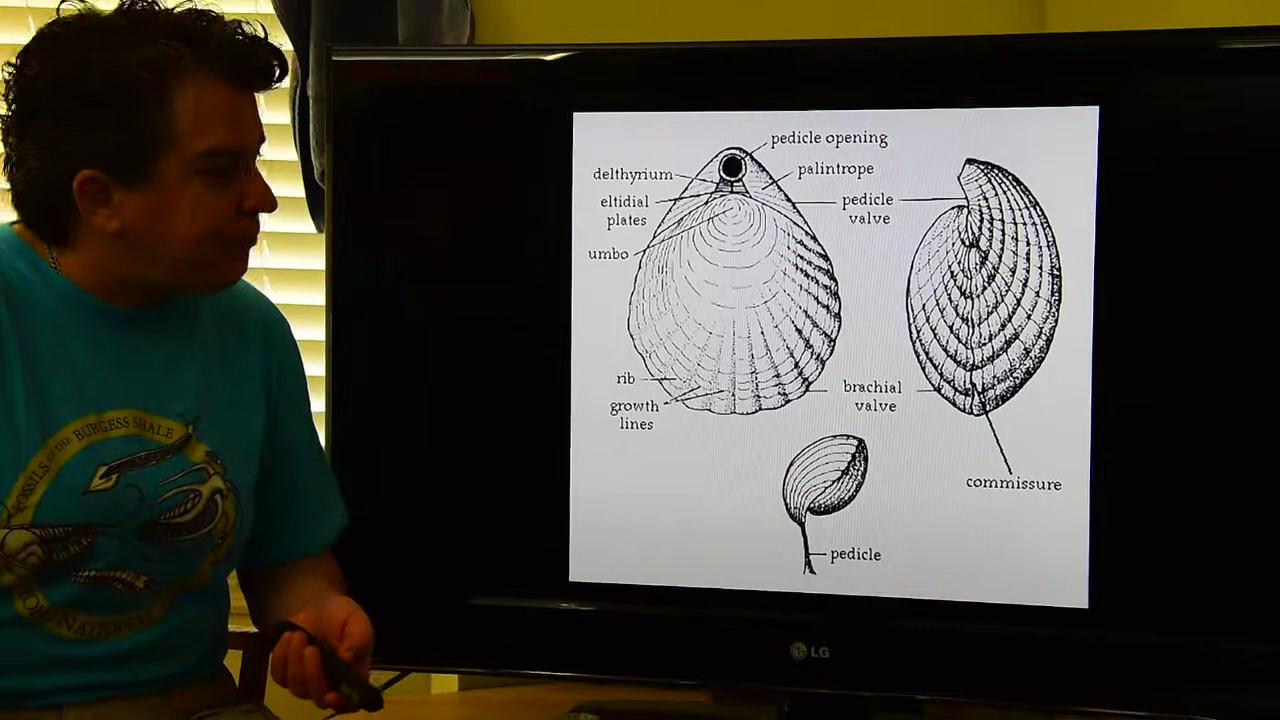 pedicle opening
delthyrium
palintrope
eltidial
plates
pedicle
valve
umbo
rib
growth
lines
brachial
valve
commissure
pedicle
LG
FOSSILS OF THE BURGESS SHALE